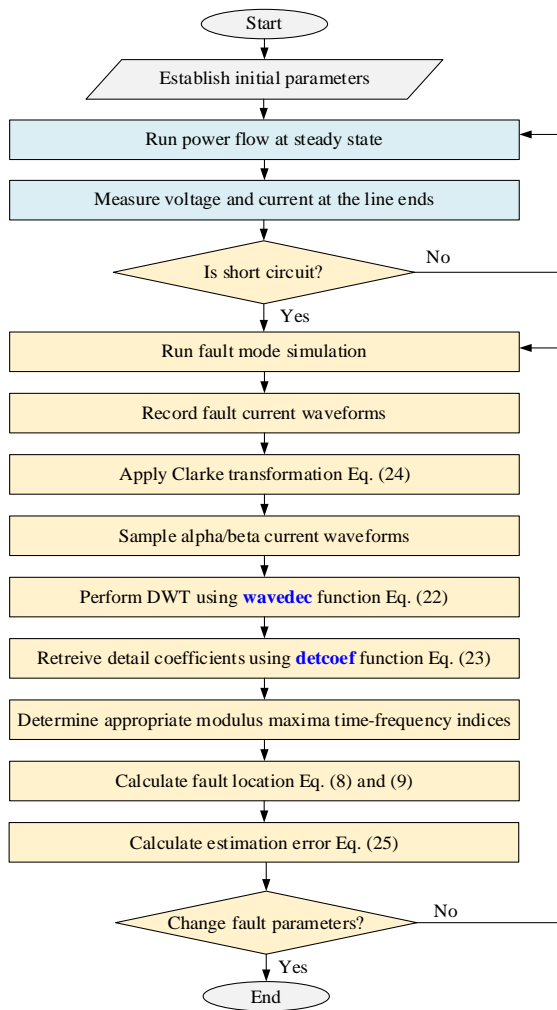 Start
Establish initial parameters
Run power flow at steady state
Measure voltage and current at the line ends
Is short circuit?
No
Yes
Run fault mode simulation
Record fault current waveforms
Apply Clarke transformation Eq. (24)
Sample alpha/beta current waveforms
Perform DWT using wavedec function Eq. (22)
Retreive detail coefficients using detcoef function Eq. (23)
Determine appropriate modulus maxima time-frequency indices
Calculate fault location Eq. (8) and (9)
Calculate estimation error Eq. (25)
Change fault parameters?
No
Yes
End